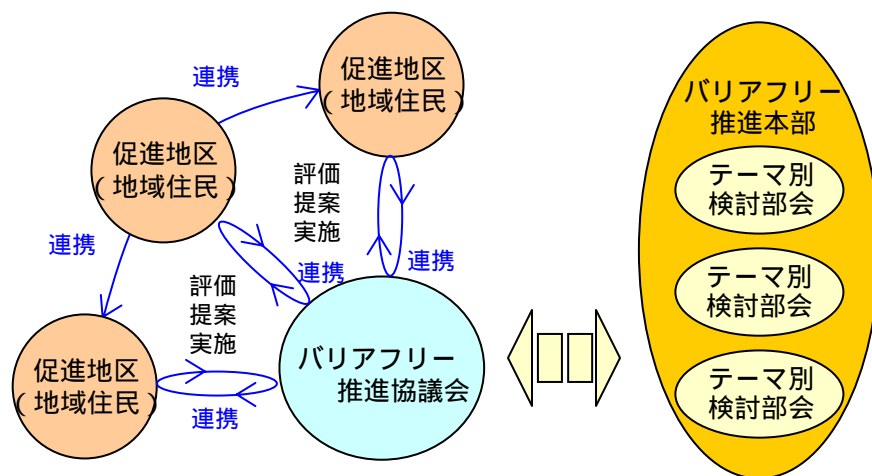 促進地区
(地域住民)
連携
促進地区
(地域住民)
連携
促進地区
(地域住民)
評価
提案
実施
連携
連携
評価
提案
実施
連携
バリアフリー
推進協議会
バリアフリー
推進本部
テーマ別
検討部会
テーマ別
検討部会
テーマ別
検討部会